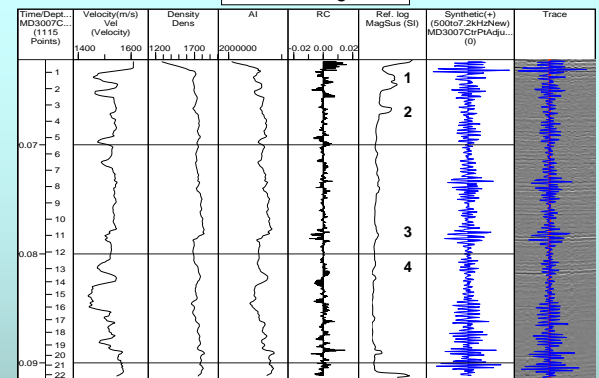 Time/Dept...
MD3007C...
(1115
Points)
Velocity(m/s)
Vel
(Velocity)
1400 1600
Density
Dens
1200 1700
AI
2000000
RC
-0.02 0.00 0.02
Ref. log
MagSus (SI)
Synthetic(+)
(500to7.2kHzNew)
MD3007CtrPtAdju...
(0)
Trace
1
1
2
2
3
4
5
0.07
6
7
8
9
10
11
3
12
0.08
13
4
14
15
16
17
18
19
20
0.09
21
22